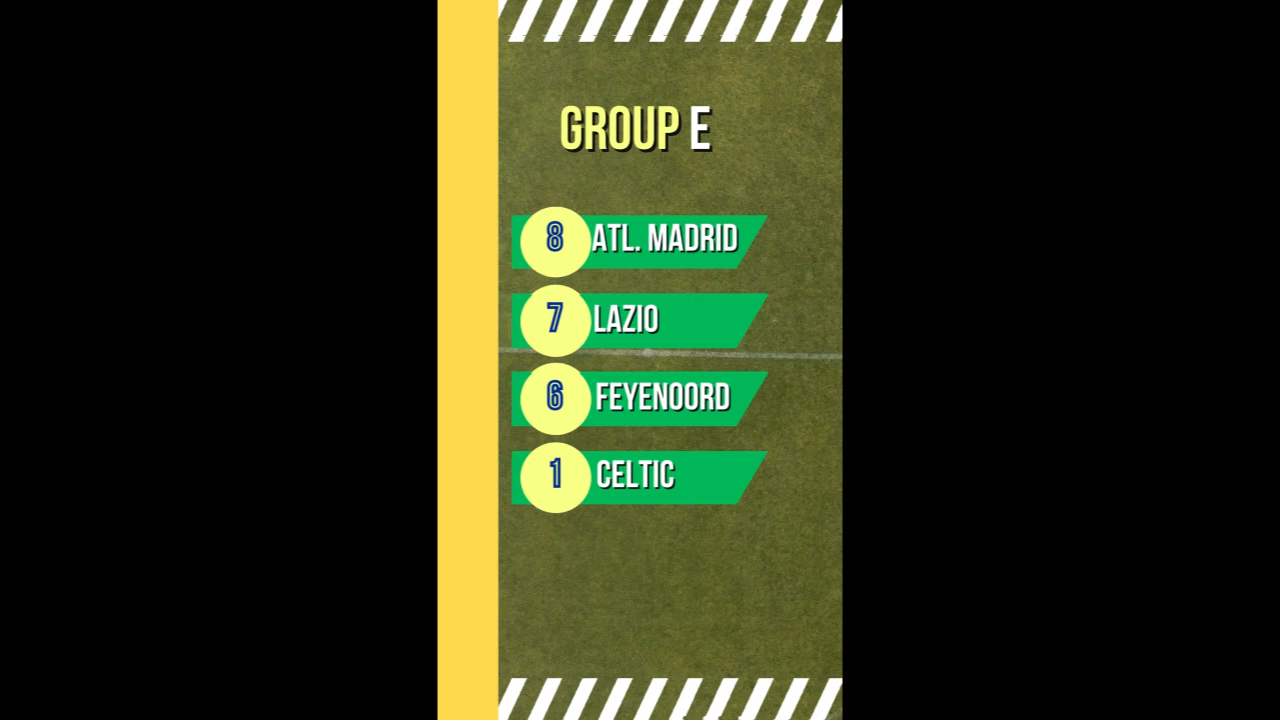 GROUP E
8 ATL. MADRID
7 LAZIO
6 FEYENOORD
1 CELTIC